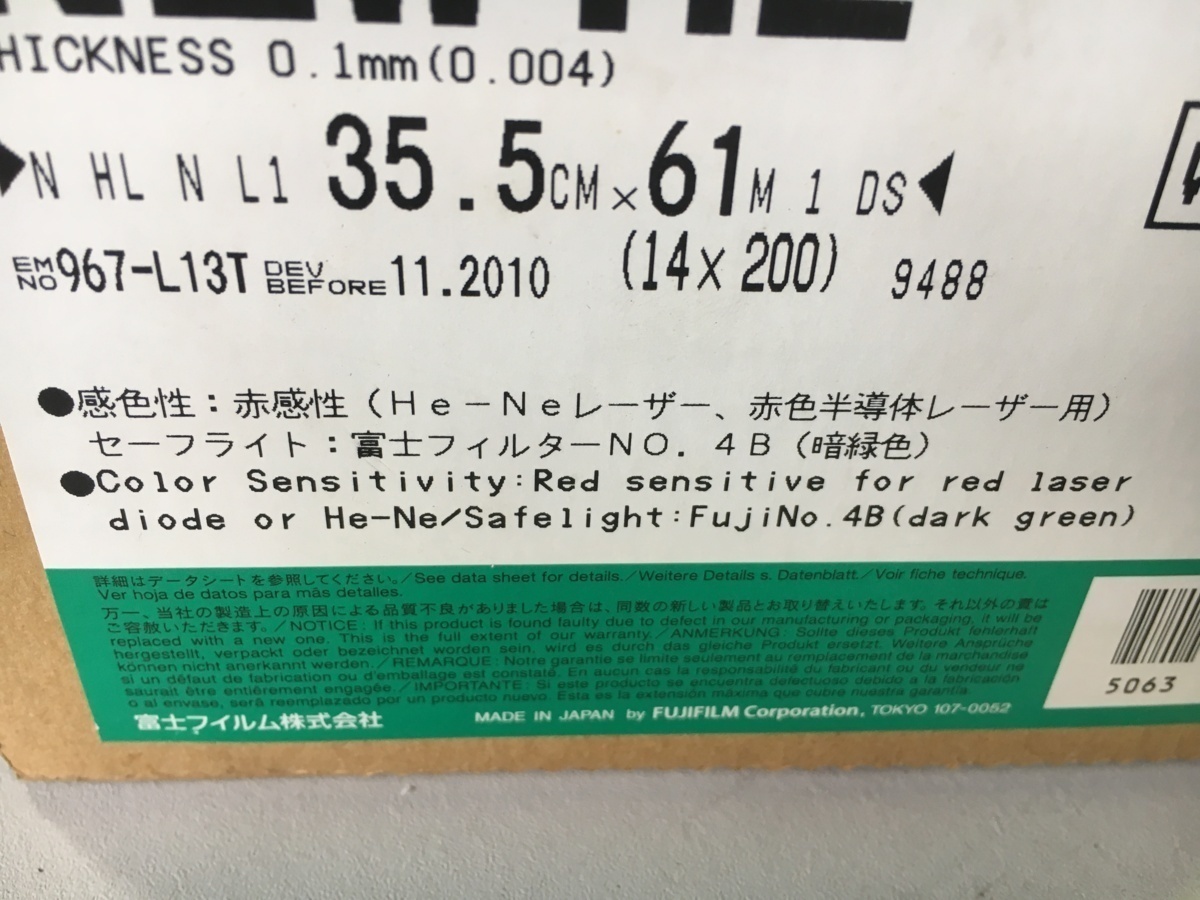 THICKNESS 0.1mm(0.004)
N HL N L1 35.5CM×61M 1 DS
EM NO 967-L13T DEV BEFORE 11.2010 (14×200) 9488
●感色性：赤感性（He－Neレーザー、赤色半導体レーザー用）
セーフライト：富士フィルターNO．4B（暗緑色）
●Color Sensitivity:Red sensitive for red laser
diode or He-Ne/Safelight:FujiNo.4B(dark green)
詳細はデータシートを参照してください。/See data sheet for details./Weitere Details s. Datenblatt./Voir fiche technique.
Ver hoja de datos para más detalles.
万一、当社の製造上の原因による品質不良がありました場合は、同数の新しい製品とお取り替えいたします。それ以外の責は
ご容赦いただきます。/NOTICE: If this product is found faulty due to defect in our manufacturing or packaging, it will be
replaced with a new one. This is the full extent of our warranty./ANMERKUNG: Sollte dieses Produkt fehlerhaft
hergestellt, verpackt oder bezeichnet worden sein, wird es durch das gleiche Produkt ersetzt. Weitere Ansprüche
können nicht anerkannt werden./REMARQUE: Notre garantie se limite seulement au remplacement de la marchandise
si un défaut de fabrication ou d'emballage est constaté. En aucun cas la responsabilité du fabricant ou du vendeur ne
saurait être entièrement engagée./IMPORTANTE: Si este producto se encuentra defectuoso debido a la fabricación
o al envase, será reemplazado por un producto nuevo. Esta es la extensión máxima que cubre nuestra garantía.
5063
富士フイルム株式会社 MADE IN JAPAN by FUJIFILM Corporation, TOKYO 107-0052